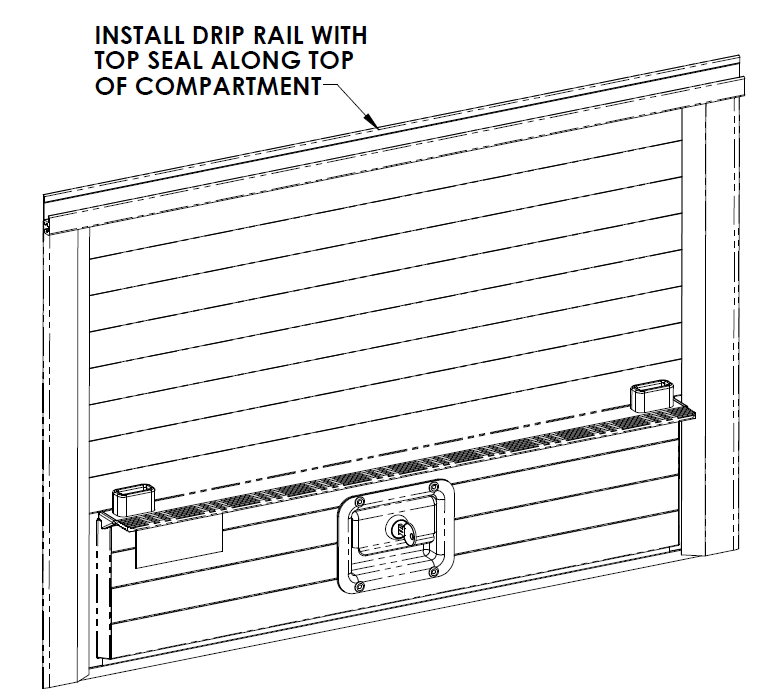 INSTALL DRIP RAIL WITH
TOP SEAL ALONG TOP
OF COMPARTMENT